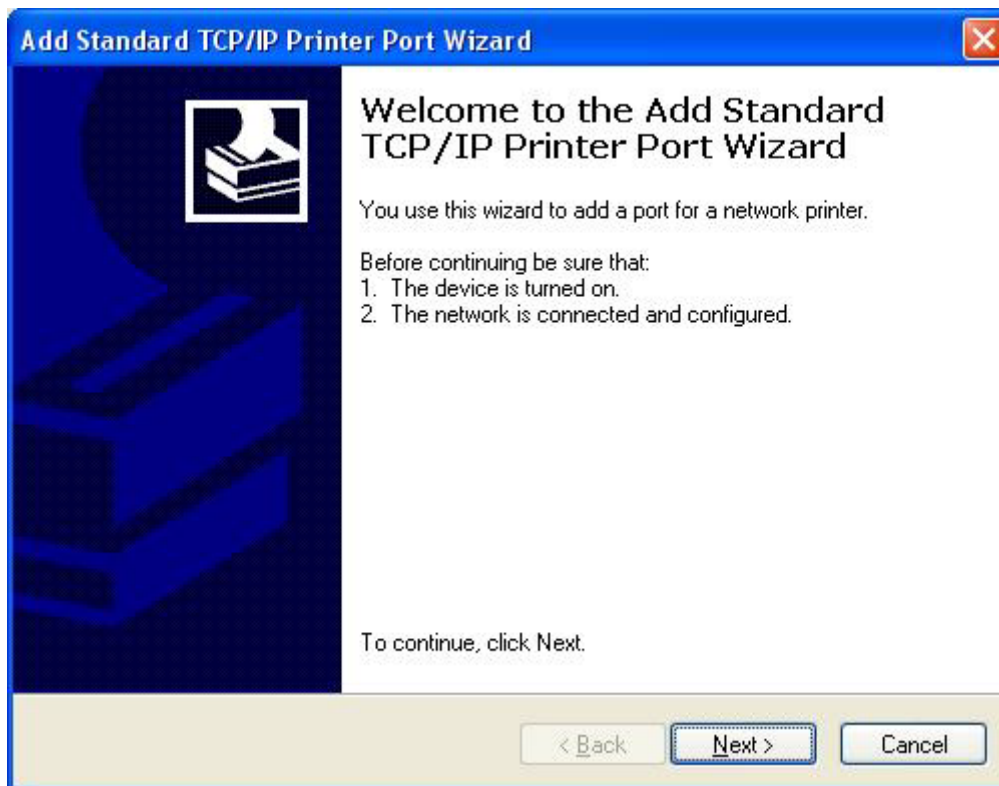 Add Standard TCP/IP Printer Port Wizard
Welcome to the Add Standard
TCP/IP Printer Port Wizard
You use this wizard to add a port for a network printer.
Before continuing be sure that:
1. The device is turned on.
2. The network is connected and configured.
To continue, click Next.
< Back
Next >
Cancel